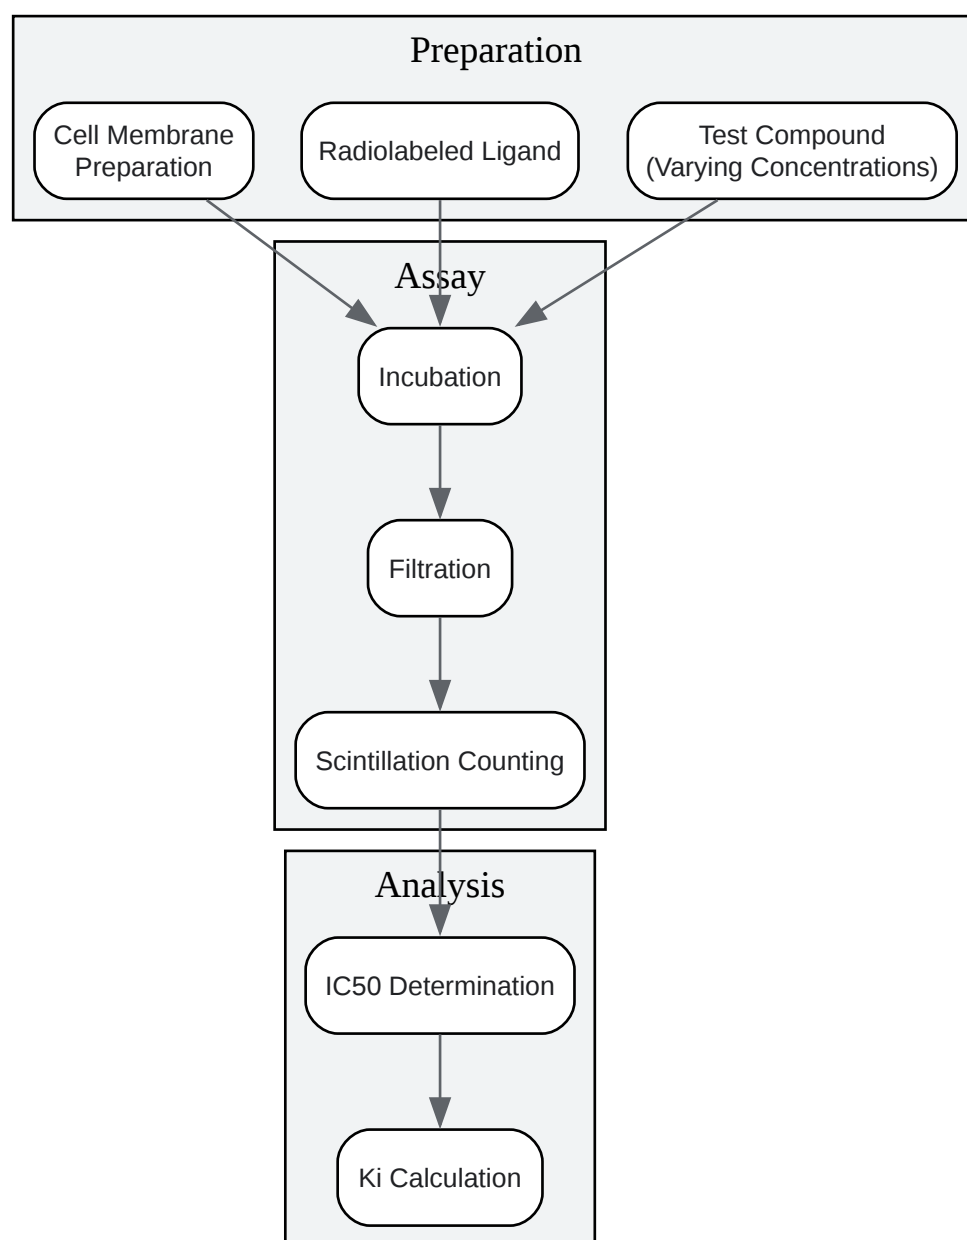 Preparation
Cell Membrane
Preparation
Radiolabeled Ligand
Test Compound
(Varying Concentrations)
Assay
Incubation
Filtration
Scintillation Counting
Analysis
IC50 Determination
Ki Calculation